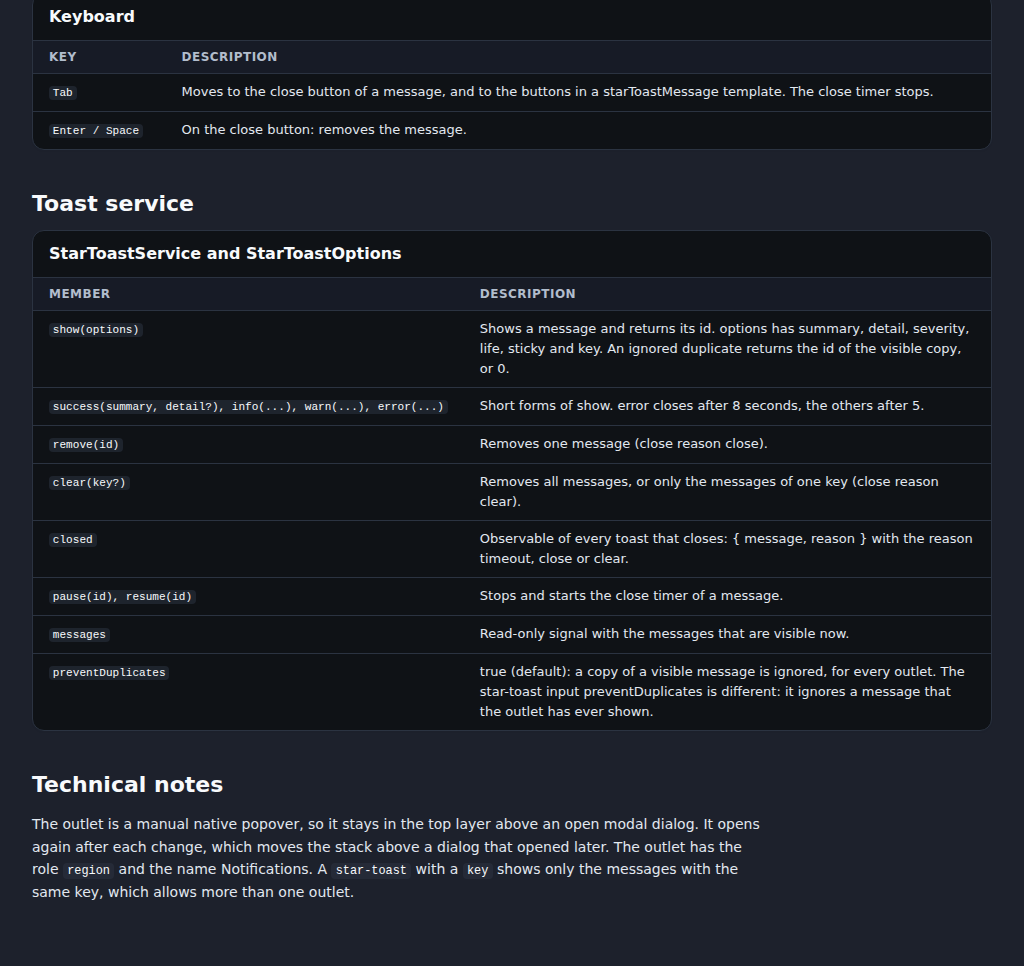 Keyboard
KEY DESCRIPTION
Tab Moves to the close button of a message, and to the buttons in a starToastMessage template. The close timer stops.
Enter / Space On the close button: removes the message.
Toast service
StarToastService and StarToastOptions
MEMBER DESCRIPTION
show(options) Shows a message and returns its id. options has summary, detail, severity,
life, sticky and key. An ignored duplicate returns the id of the visible copy,
or 0.
success(summary, detail?), info(...), warn(...), error(...) Short forms of show. error closes after 8 seconds, the others after 5.
remove(id) Removes one message (close reason close).
clear(key?) Removes all messages, or only the messages of one key (close reason
clear).
closed Observable of every toast that closes: { message, reason } with the reason
timeout, close or clear.
pause(id), resume(id) Stops and starts the close timer of a message.
messages Read-only signal with the messages that are visible now.
preventDuplicates true (default): a copy of a visible message is ignored, for every outlet. The
star-toast input preventDuplicates is different: it ignores a message that
the outlet has ever shown.
Technical notes
The outlet is a manual native popover, so it stays in the top layer above an open modal dialog. It opens
again after each change, which moves the stack above a dialog that opened later. The outlet has the
role region and the name Notifications. A star-toast with a key shows only the messages with the
same key, which allows more than one outlet.